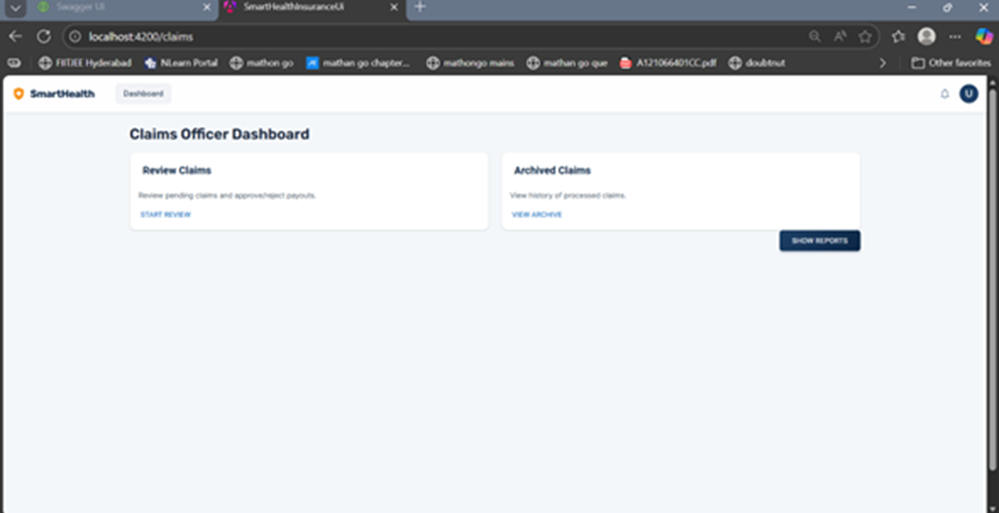 Swagger UI SmartHealthInsuranceUi
localhost:4200/claims
FIITJEE Hyderabad NLearn Portal mathon go mathan go chapter... mathongo mains mathan go que A121066401CC.pdf doubtnut Other favorites
SmartHealth Dashboard U
Claims Officer Dashboard
Review Claims
Review pending claims and approve/reject payouts.
START REVIEW
Archived Claims
View history of processed claims.
VIEW ARCHIVE
SHOW REPORTS